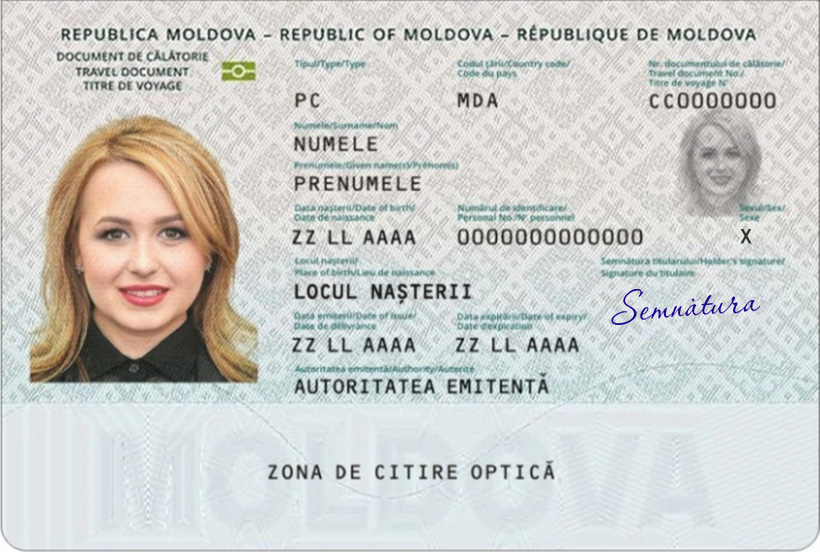 REPUBLICA MOLDOVA – REPUBLIC OF MOLDOVA – RÉPUBLIQUE DE MOLDOVA
DOCUMENT DE CĂLĂTORIE
TRAVEL DOCUMENT
TITRE DE VOYAGE
Tipul/Type/Type
PC
Codul țării/Country code/
Code du pays
MDA
Nr. documentului de călătorie/
Travel document No./
Titre de voyage N°
CC0000000
Numele/Surname/Nom
NUMELE
Prenumele/Given name(s)/Prénom(s)
PRENUMELE
Data nașterii/Date of birth/
Date de naissance
ZZ LL AAAA
Numărul de identificare/
Personal No./N° personnel
0000000000000
Sexul/Sex/
Sexe
X
Locul nașterii/
Place of birth/Lieu de naissance
LOCUL NAȘTERII
Semnătura titularului/Holder's signature/
Signature du titulaire
Semnătura
Data emiterii/Date of issue/
Date de délivrance
ZZ LL AAAA
Data expirării/Date of expiry/
Date d'expiration
ZZ LL AAAA
Autoritatea emitentă/Authority/Autorité
AUTORITATEA EMITENTĂ
MOLDOVA
ZONA DE CITIRE OPTICĂ